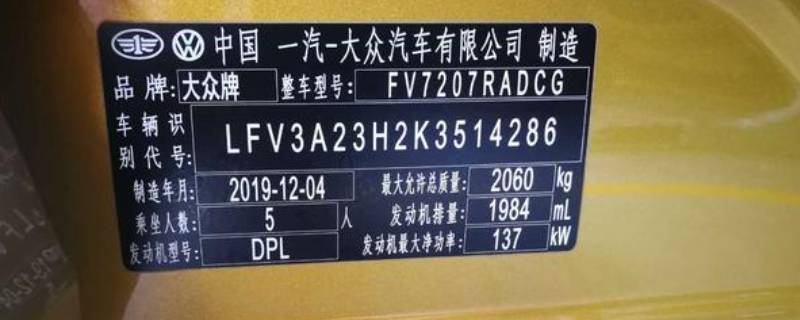 中国 一汽-大众汽车有限公司 制造
品牌: 大众牌 整车型号: FV7207RADCG
车辆识别代号: LFV3A23H2K3514286
制造年月: 2019-12-04 最大允许总质量: 2060 kg
乘坐人数: 5 人 发动机排量: 1984 mL
发动机型号: DPL 发动机最大净功率: 137 kW